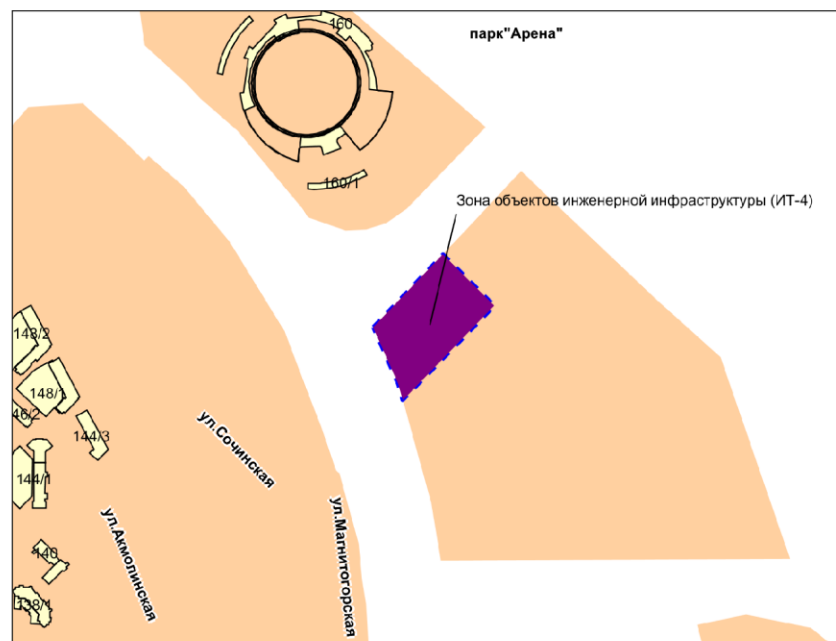 160
парк"Арена"
160/1
Зона объектов инженерной инфраструктуры (ИТ-4)
148/2
148/1
46/2
144/3
ул.Сочинская
144/1
ул.Магнитогорская
ул.Акмолинская
140
138/1